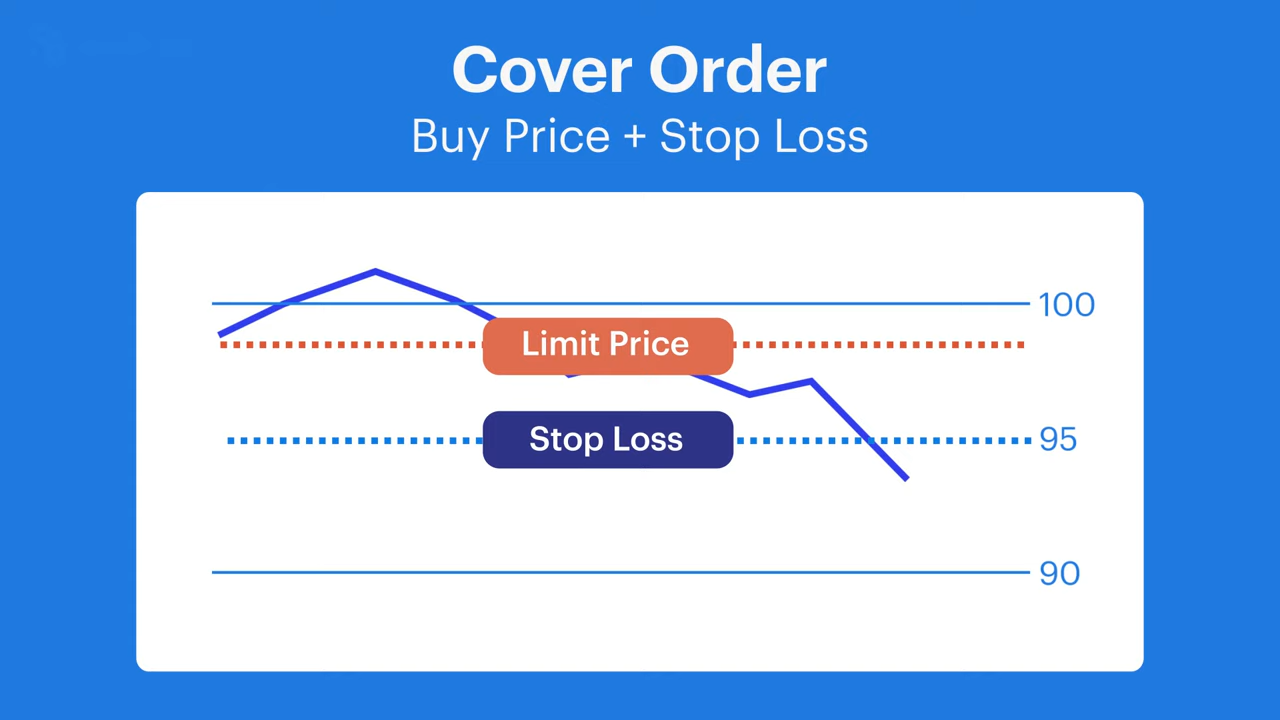 Cover Order
Buy Price + Stop Loss
100
Limit Price
Stop Loss
95
90